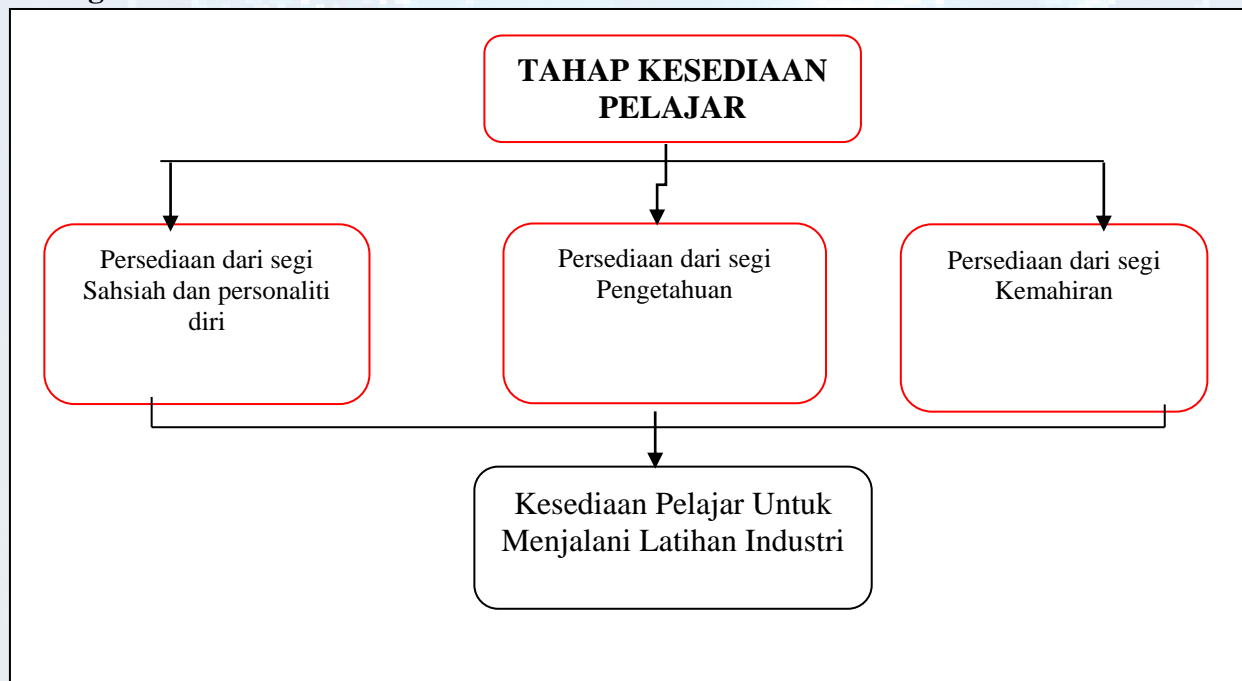 TAHAP KESEDIAAN
PELAJAR
Persediaan dari segi
Sahsiah dan personaliti
diri
Persediaan dari segi
Pengetahuan
Persediaan dari segi
Kemahiran
Kesediaan Pelajar Untuk
Menjalani Latihan Industri